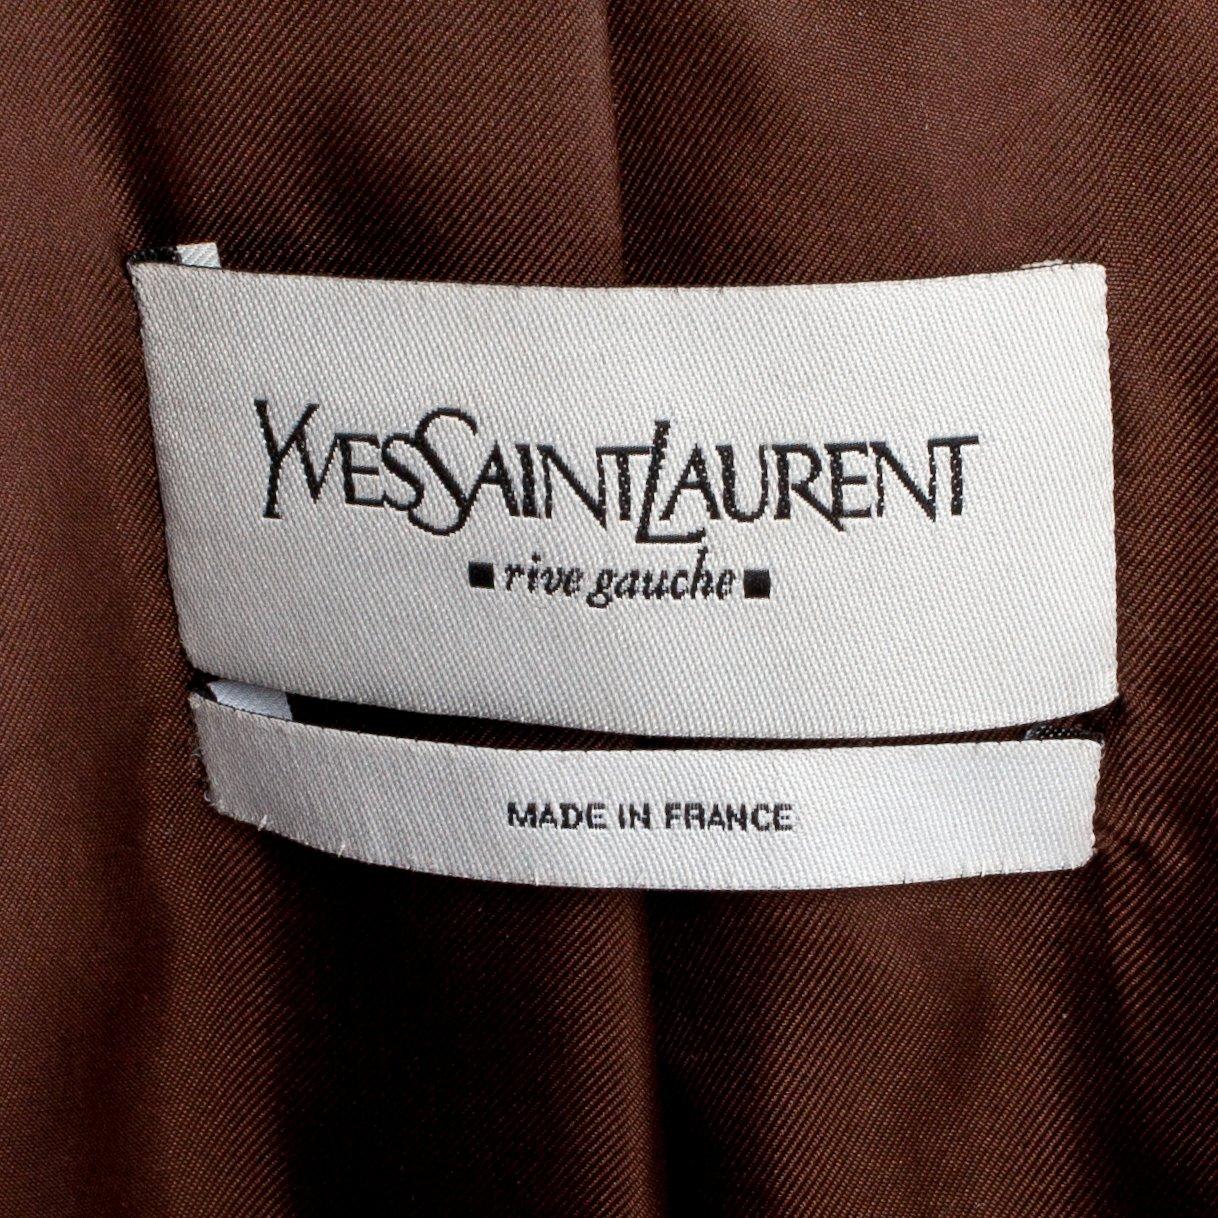 YVESSAINTLAURENT
rive gauche
MADE IN FRANCE